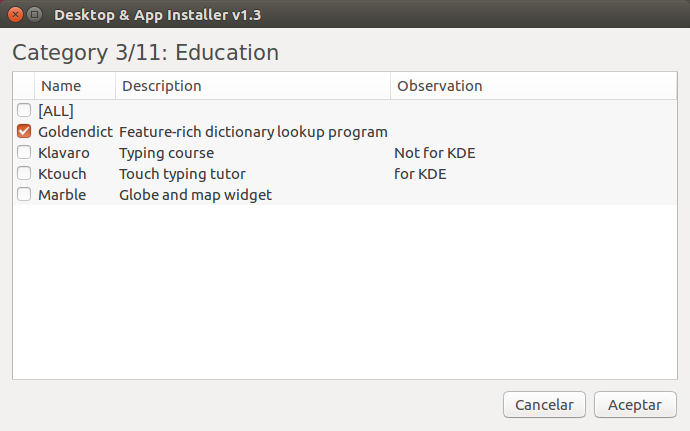 Desktop & App Installer v1.3
Category 3/11: Education
Name Description Observation
[ALL]
Goldendict Feature-rich dictionary lookup program
Klavaro Typing course Not for KDE
Ktouch Touch typing tutor for KDE
Marble Globe and map widget
Cancelar Aceptar